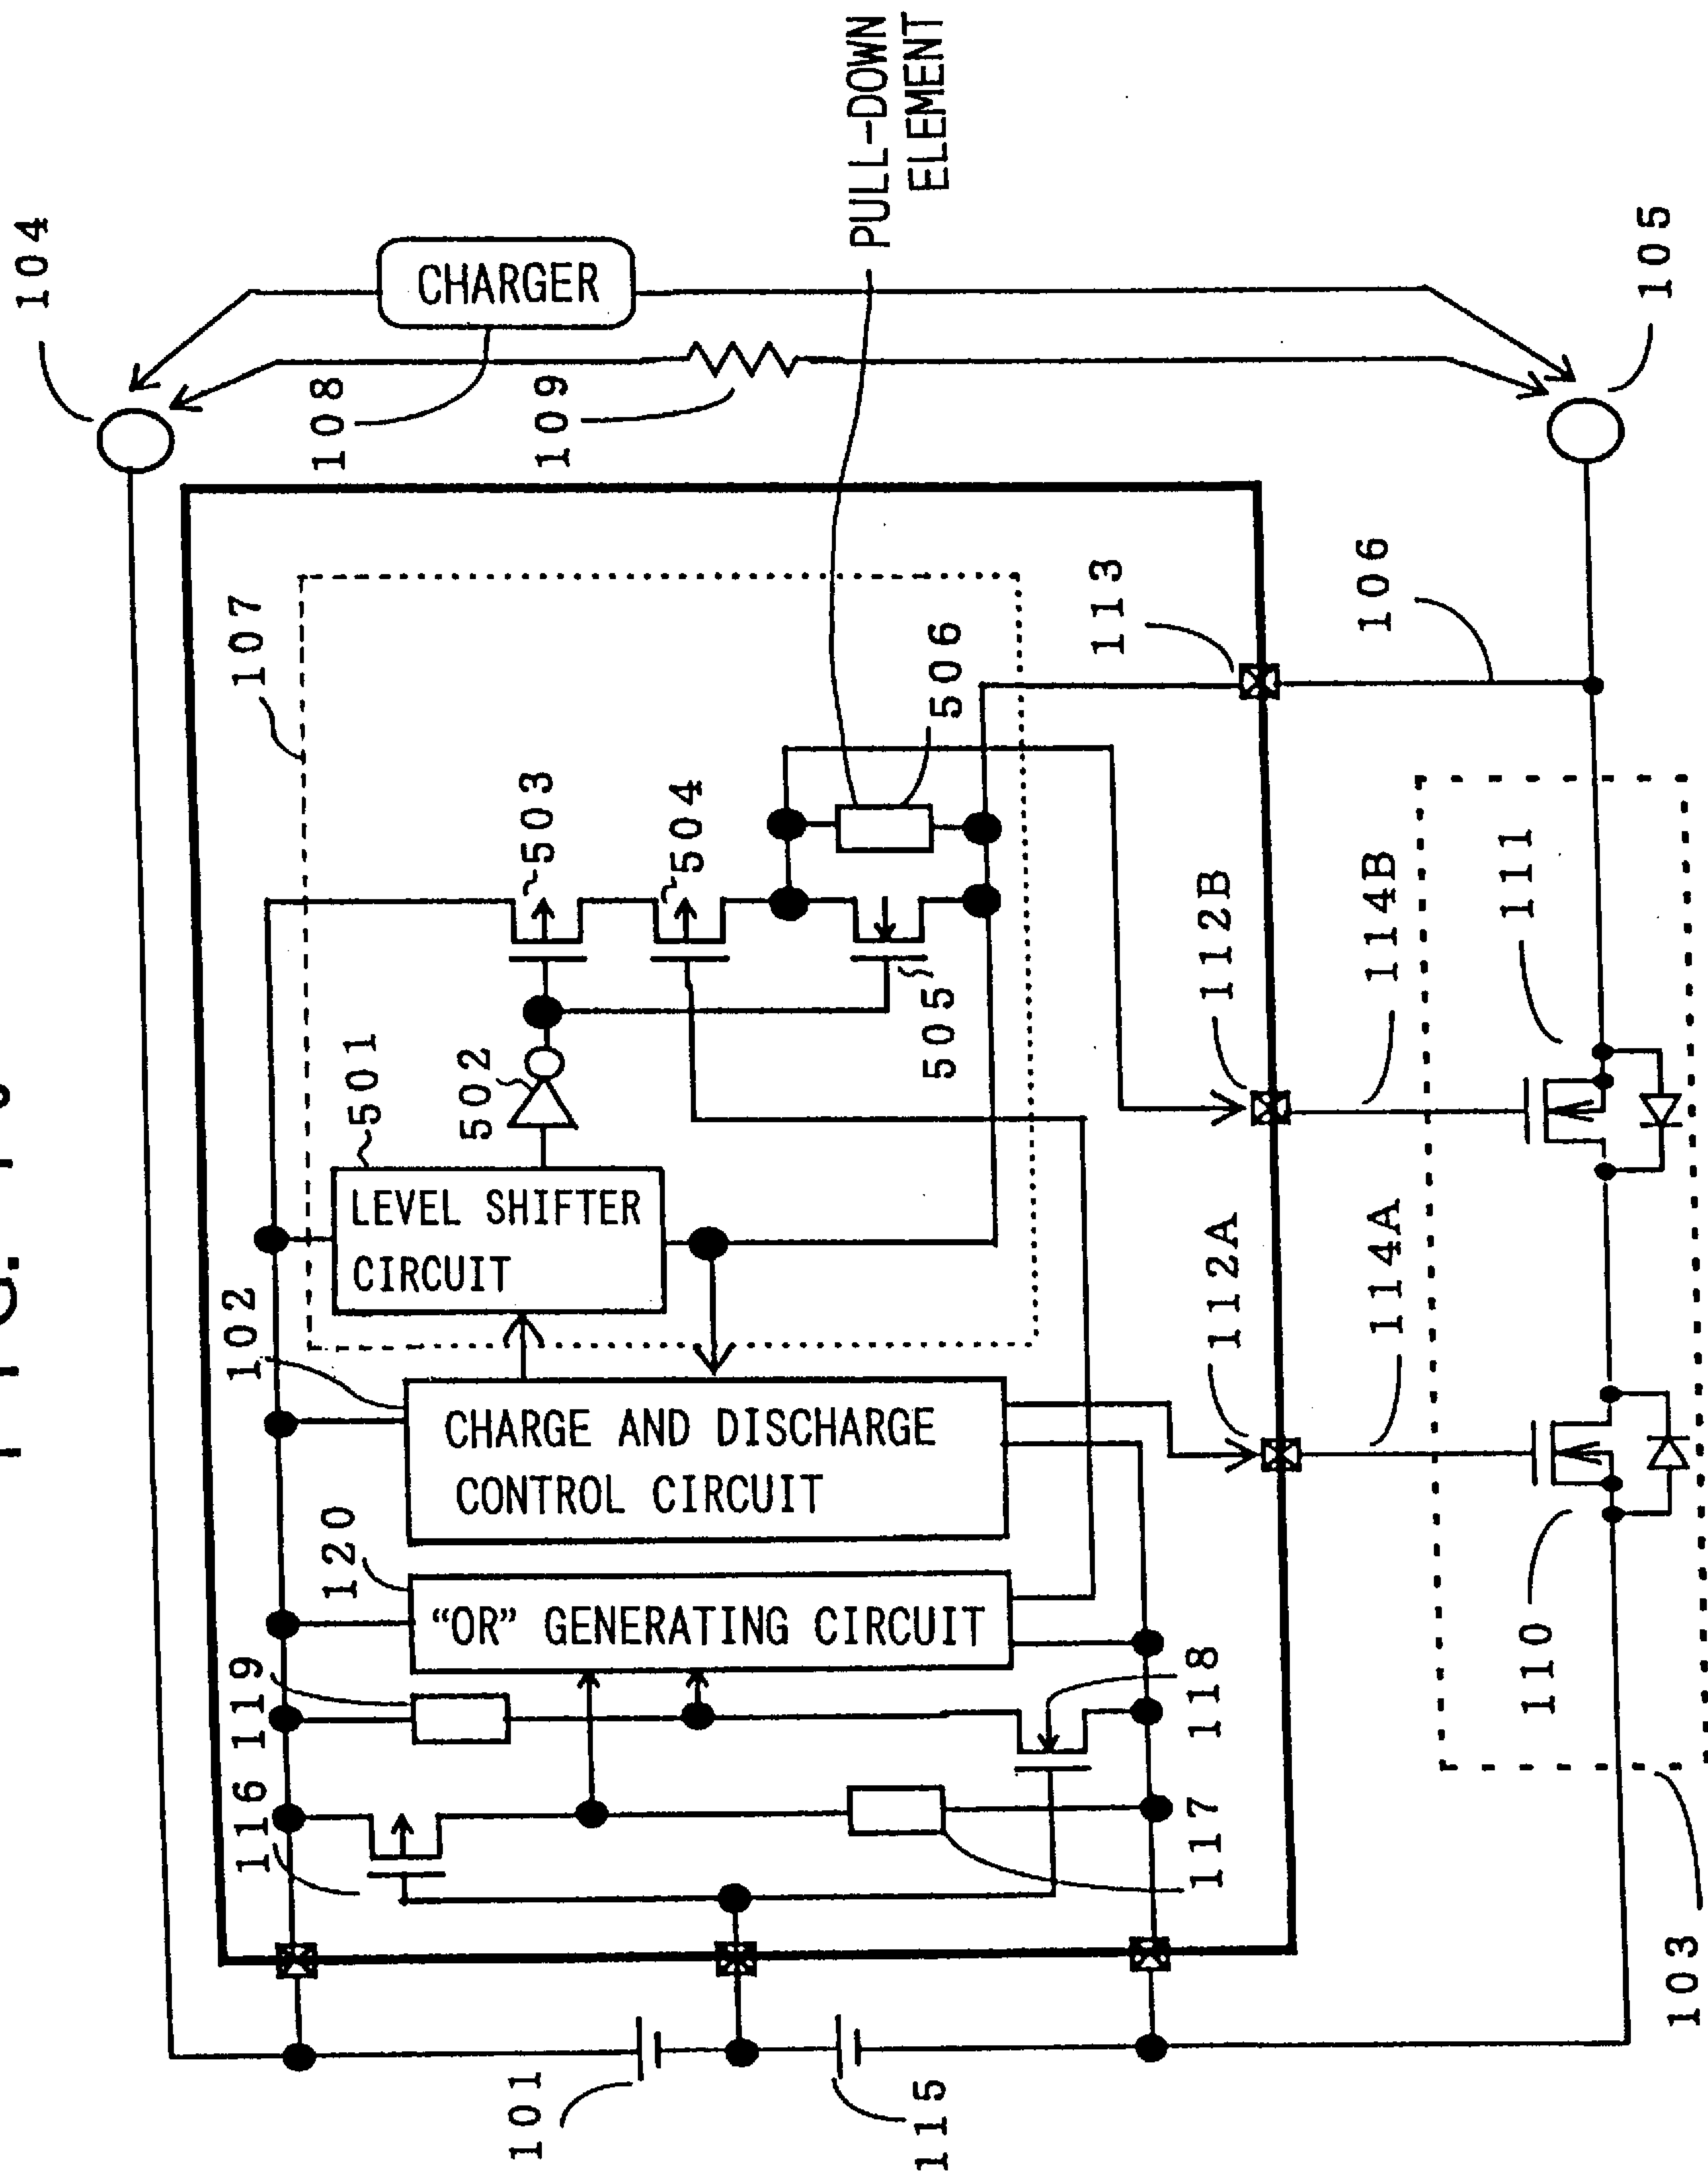 FIG.
104
116
119
102
107
120
108
501
LEVEL SHIFTER
CIRCUIT
CHARGER
502
101
503
109
"OR" GENERATING CIRCUIT
CHARGE AND DISCHARGE
CONTROL CIRCUIT
504
PULL-DOWN
ELEMENT
115
505
506
117
118
112A
112B
113
114A
114B
106
110
111
103
105